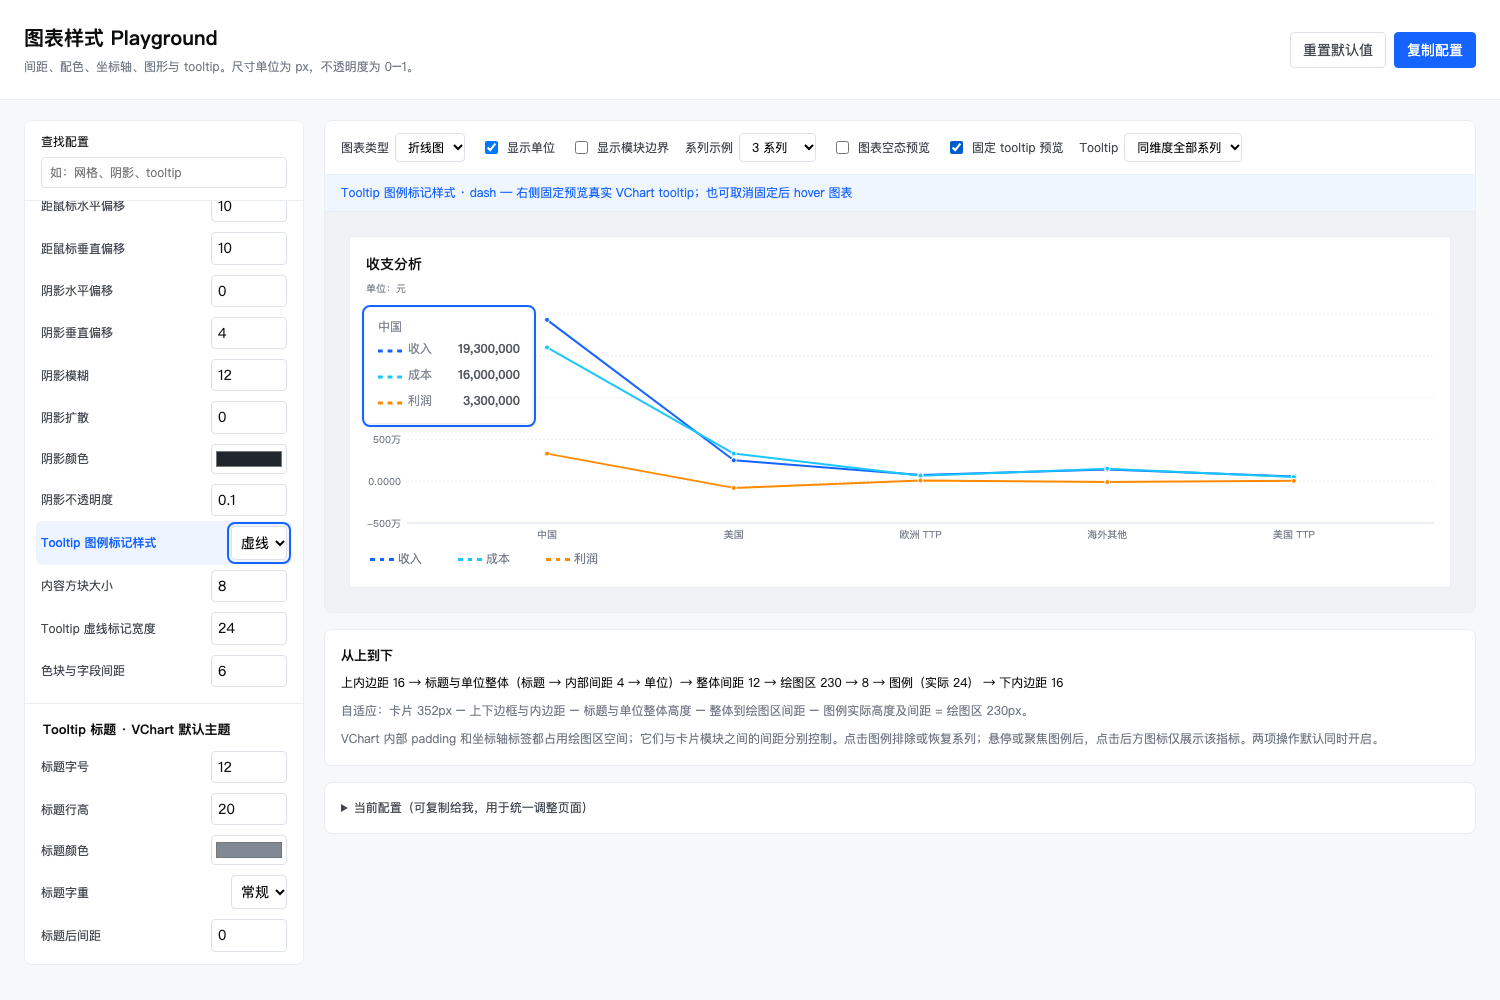 图表样式 Playground
间距、配色、坐标轴、图形与 tooltip。尺寸单位为 px，不透明度为 0—1。
重置默认值
复制配置
查找配置
如：网格、阴影、tooltip
距鼠标水平偏移 10
距鼠标垂直偏移 10
阴影水平偏移 0
阴影垂直偏移 4
阴影模糊 12
阴影扩散 0
阴影颜色
阴影不透明度 0.1
Tooltip 图例标记样式 虚线
内容方块大小 8
Tooltip 虚线标记宽度 24
色块与字段间距 6
Tooltip 标题 · VChart 默认主题
标题字号 12
标题行高 20
标题颜色
标题字重 常规
标题后间距 0
图表类型 折线图 显示单位 显示模块边界 系列示例 3 系列 图表空态预览 固定 tooltip 预览 Tooltip 同维度全部系列
Tooltip 图例标记样式 · dash — 右侧固定预览真实 VChart tooltip；也可取消固定后 hover 图表
收支分析
单位：元
中国
收入 19,300,000
成本 16,000,000
利润 3,300,000
500万
0.0000
−500万
中国 美国 欧洲 TTP 海外其他 美国 TTP
收入 成本 利润
从上到下
上内边距 16 → 标题与单位整体（标题 → 内部间距 4 → 单位）→ 整体间距 12 → 绘图区 230 → 8 → 图例（实际 24） → 下内边距 16
自适应：卡片 352px − 上下边框与内边距 − 标题与单位整体高度 − 整体到绘图区间距 − 图例实际高度及间距 = 绘图区 230px。
VChart 内部 padding 和坐标轴标签都占用绘图区空间；它们与卡片模块之间的间距分别控制。点击图例排除或恢复系列；悬停或聚焦图例后，点击后方图标仅展示该指标。两项操作默认同时开启。
当前配置（可复制给我，用于统一调整页面）